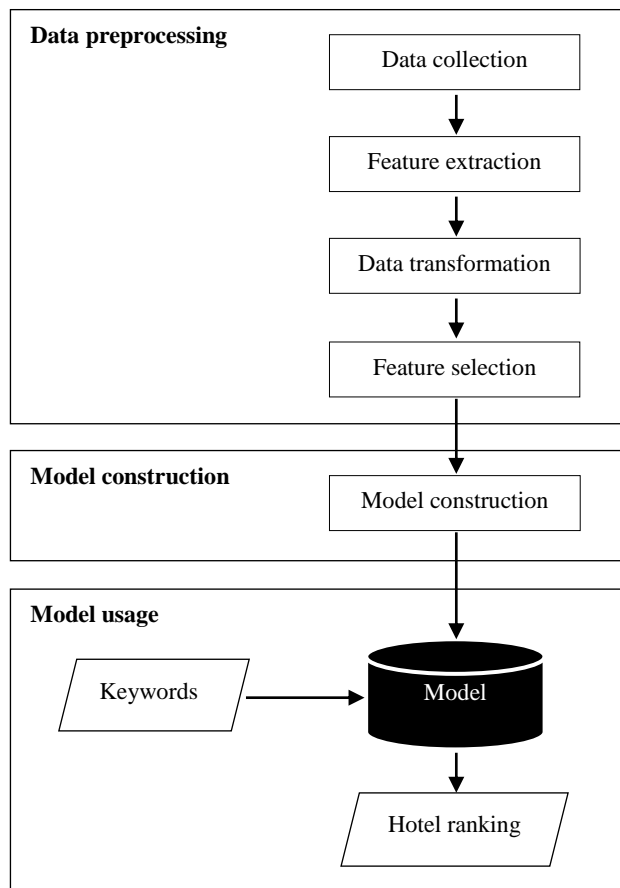 Data preprocessing
Data collection
Feature extraction
Data transformation
Feature selection
Model construction
Model construction
Model usage
Keywords
Model
Hotel ranking